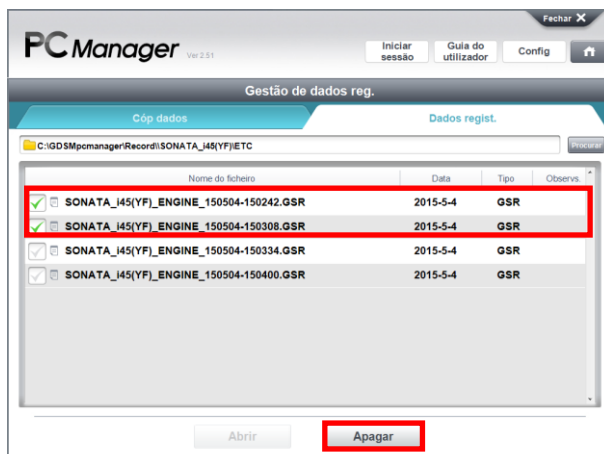 Fechar X
PC Manager Ver 2.51
Iniciar sessão
Guia do utilizador
Config
Gestão de dados reg.
Cóp dados
Dados regist.
C:\GDSMpcmanager\Record\\SONATA_i45(YF)\ETC
Procurar
Nome do ficheiro Data Tipo Observs.
SONATA_i45(YF)_ENGINE_150504-150242.GSR 2015-5-4 GSR
SONATA_i45(YF)_ENGINE_150504-150308.GSR 2015-5-4 GSR
SONATA_i45(YF)_ENGINE_150504-150334.GSR 2015-5-4 GSR
SONATA_i45(YF)_ENGINE_150504-150400.GSR 2015-5-4 GSR
Abrir
Apagar